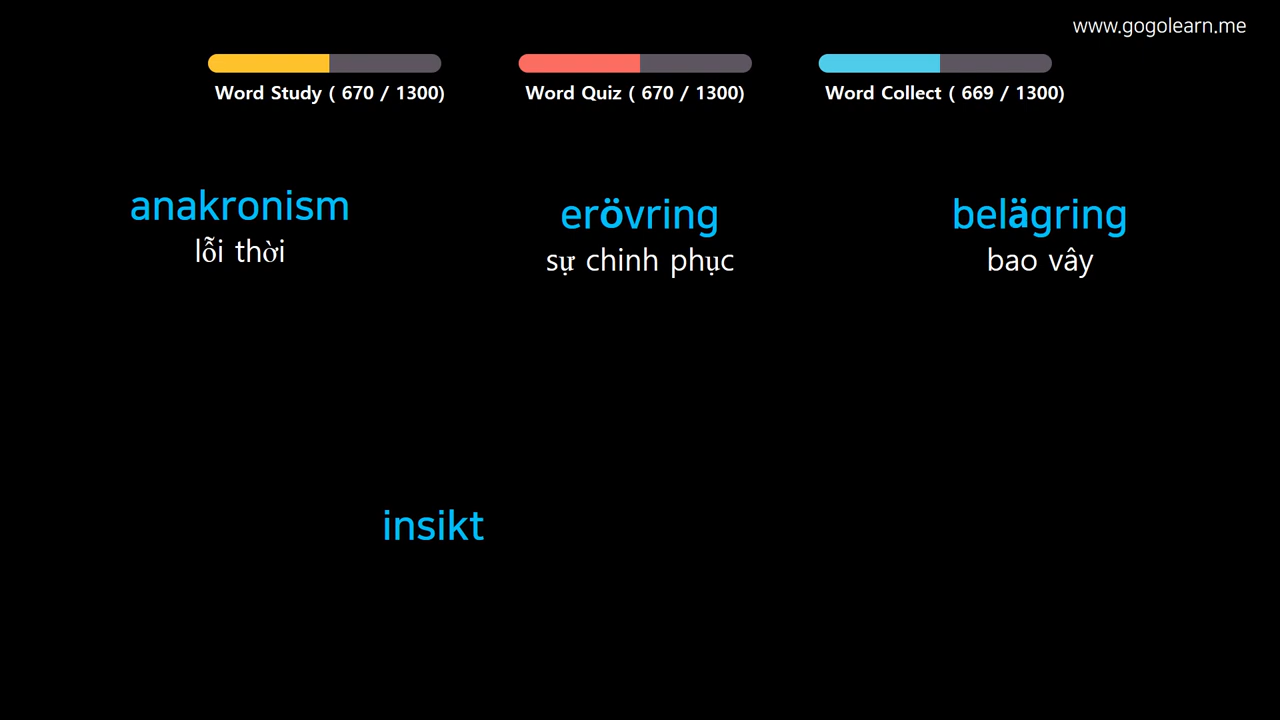 www.gogolearn.me
Word Study ( 670 / 1300)
Word Quiz ( 670 / 1300)
Word Collect ( 669 / 1300)
anakronism
lỗi thời
erövring
sự chinh phục
belägring
bao vây
insikt